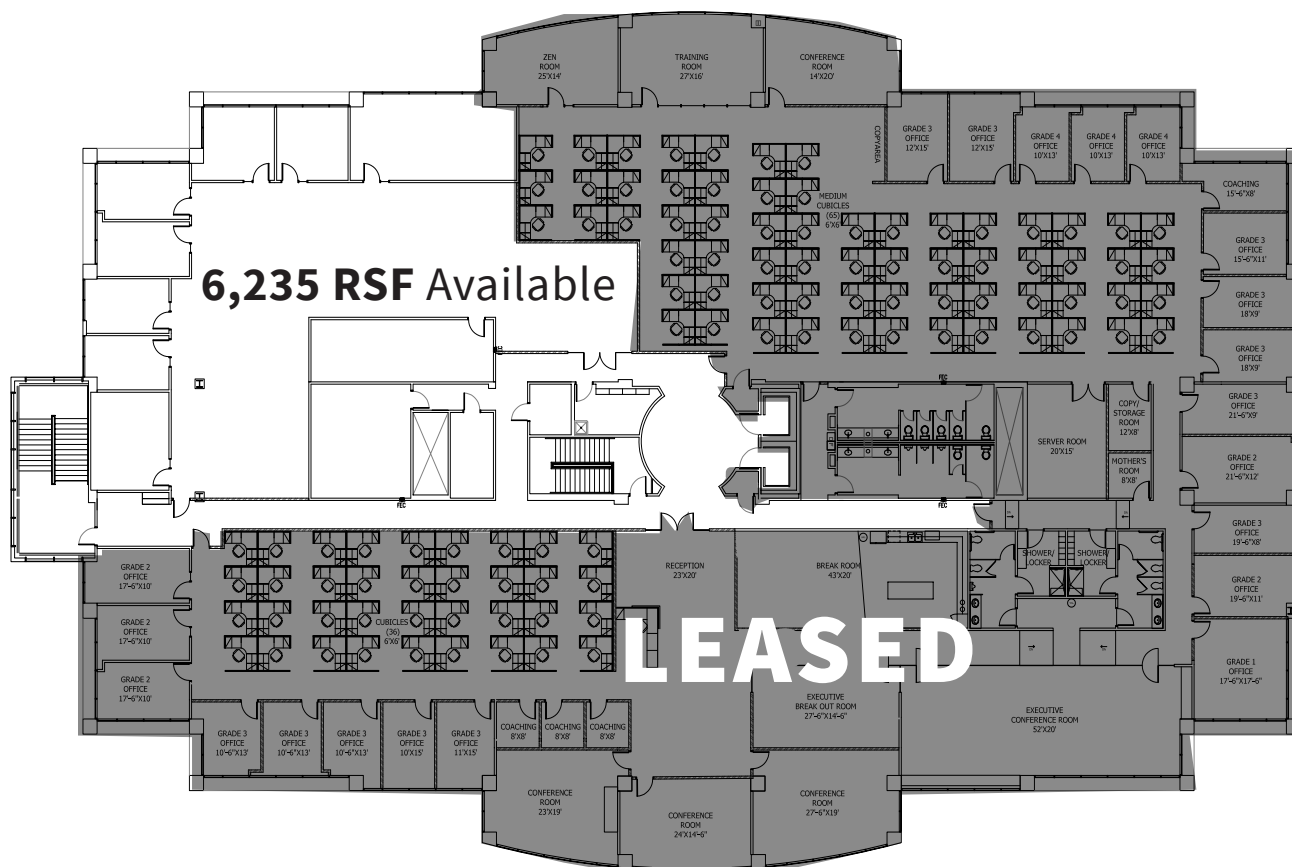 ZEN
ROOM
25'X14'
TRAINING
ROOM
27'X16'
CONFERENCE
ROOM
14'X20'
COPYAREA
GRADE 3
OFFICE
12'X15'
GRADE 3
OFFICE
12'X15'
GRADE 4
OFFICE
10'X13'
GRADE 4
OFFICE
10'X13'
GRADE 4
OFFICE
10'X13'
COACHING
15'-6"X8'
MEDIUM
CUBICLES
(65)
6'X6'
GRADE 3
OFFICE
15'-6"X11'
6,235 RSF Available
GRADE 3
OFFICE
18'X9'
GRADE 3
OFFICE
18'X9'
FEC
FEC
GRADE 3
OFFICE
21'-6"X9'
COPY/
STORAGE
ROOM
12'X8'
SERVER ROOM
20'X15'
GRADE 2
OFFICE
21'-6"X12'
MOTHER'S
ROOM
8'X8'
FEC
FEC
GRADE 3
OFFICE
19'-6"X8'
GRADE 2
OFFICE
17'-6"X10'
RECEPTION
23'X20'
BREAK ROOM
43'X20'
SHOWER/
LOCKER
SHOWER/
LOCKER
GRADE 2
OFFICE
19'-6"X11'
GRADE 2
OFFICE
17'-6"X10'
CUBICLES
(36)
6'X6'
LEASED
GRADE 2
OFFICE
17'-6"X10'
GRADE 1
OFFICE
17'-6"X17'-6"
EXECUTIVE
BREAK OUT ROOM
27'-6"X14'-6"
EXECUTIVE
CONFERENCE ROOM
52'X20'
GRADE 3
OFFICE
10'-6"X13'
GRADE 3
OFFICE
10'-6"X13'
GRADE 3
OFFICE
10'-6"X13'
GRADE 3
OFFICE
10'X15'
GRADE 3
OFFICE
11'X15'
COACHING
8'X8'
COACHING
8'X8'
COACHING
8'X8'
CONFERENCE
ROOM
23'X19'
CONFERENCE
ROOM
24'X14'-6"
CONFERENCE
ROOM
27'-6"X19'